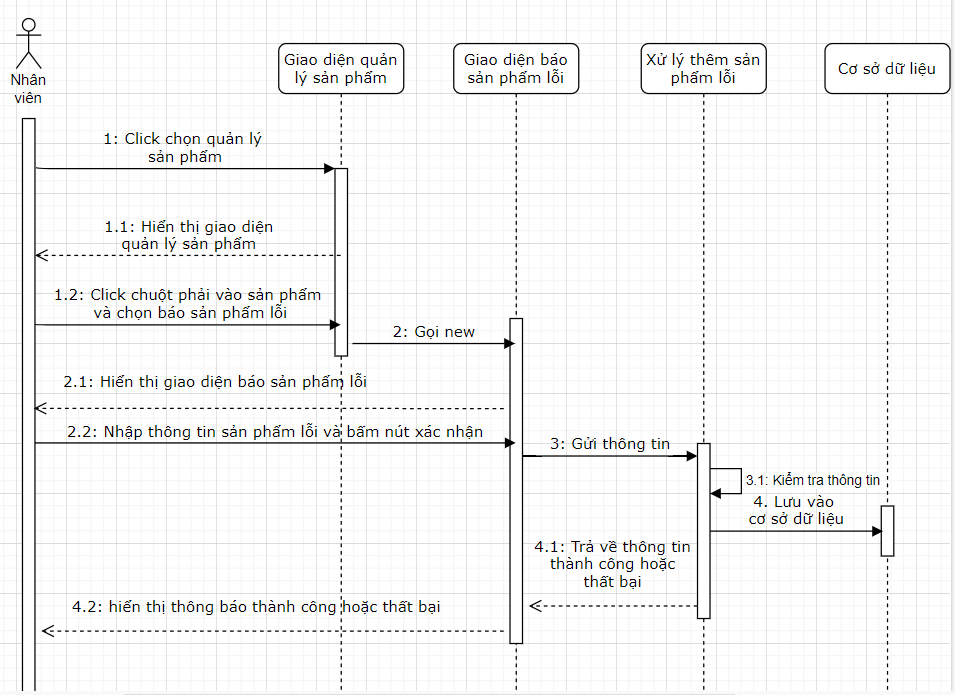 Nhân
viên
Giao diện quản
lý sản phẩm
Giao diện báo
sản phẩm lỗi
Xử lý thêm sản
phẩm lỗi
Cơ sở dữ liệu
1: Click chọn quản lý
sản phẩm
1.1: Hiển thị giao diện
quản lý sản phẩm
1.2: Click chuột phải vào sản phẩm
và chọn báo sản phẩm lỗi
2: Gọi new
2.1: Hiển thị giao diện báo sản phẩm lỗi
2.2: Nhập thông tin sản phẩm lỗi và bấm nút xác nhận
3: Gửi thông tin
3.1: Kiểm tra thông tin
4. Lưu vào
cơ sở dữ liệu
4.1: Trả về thông tin
thành công hoặc
thất bại
4.2: hiển thị thông báo thành công hoặc thất bại